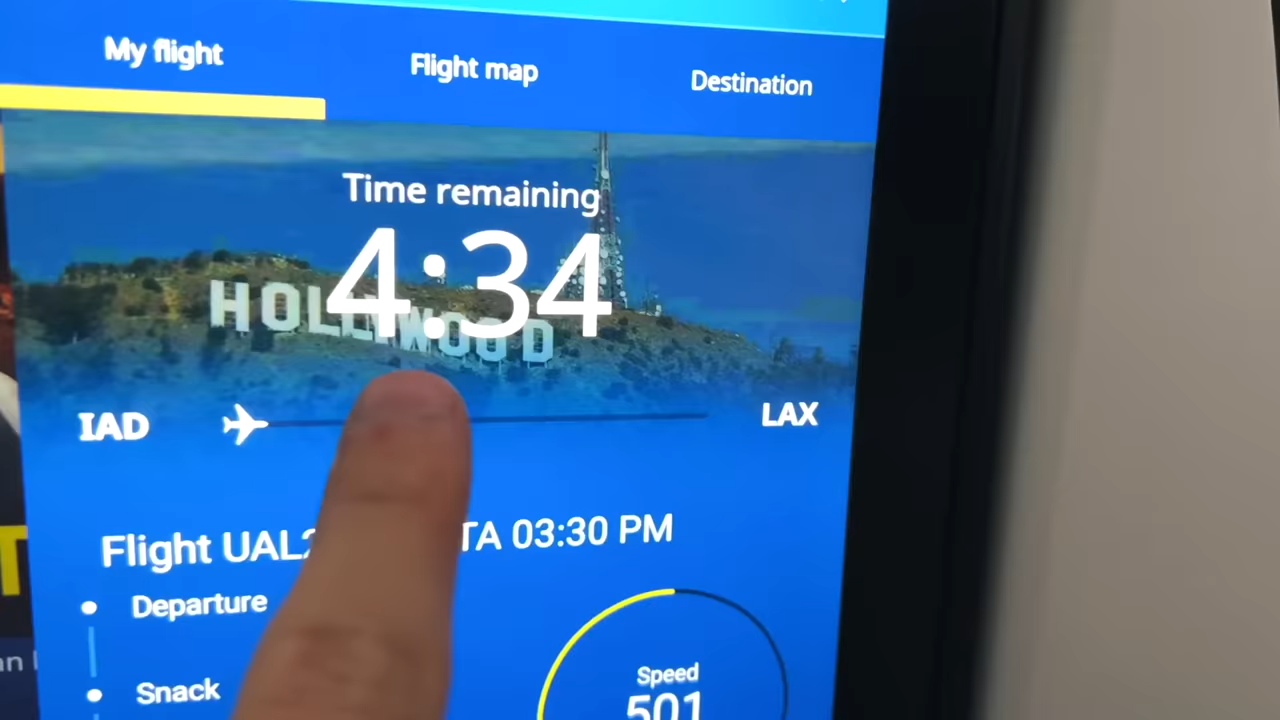 My flight
Flight map
Destination
Time remaining
4:34
HOLLYWOOD
IAD
LAX
Flight UAL2 TA 03:30 PM
Departure
Snack
Speed
501